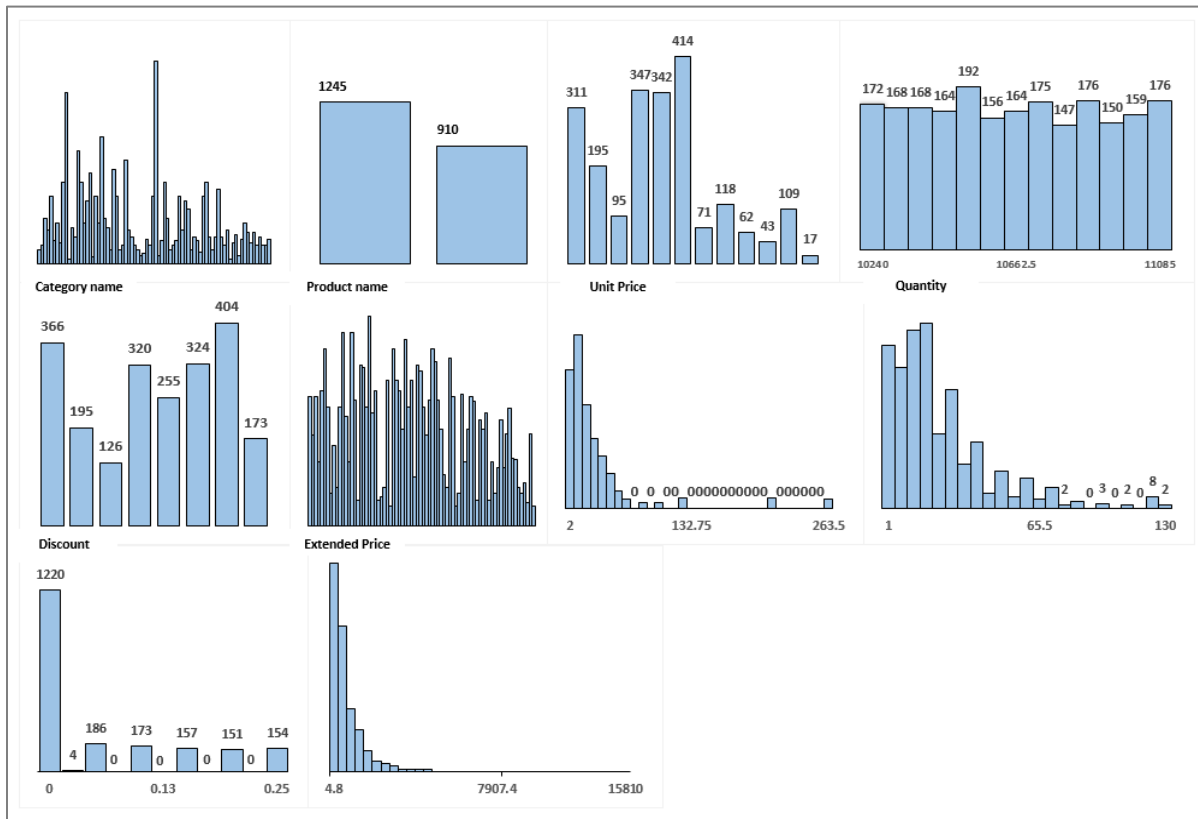 1245
910
311
195
95
347
342
414
71
118
62
43
109
17
172 168 168 164 192 156 164 175 147 176 150 159 176
10240 10662.5 11085
Category name
Product name
Unit Price
Quantity
366
195
126
320
255
324
404
173
0 0 00 0000000000 000000
2 132.75 263.5
2 0 3 0 2 0 8 2
1 65.5 130
Discount
Extended Price
1220
4
186
0
173
0
157
0
151
0
154
0 0.13 0.25
4.8 7907.4 15810